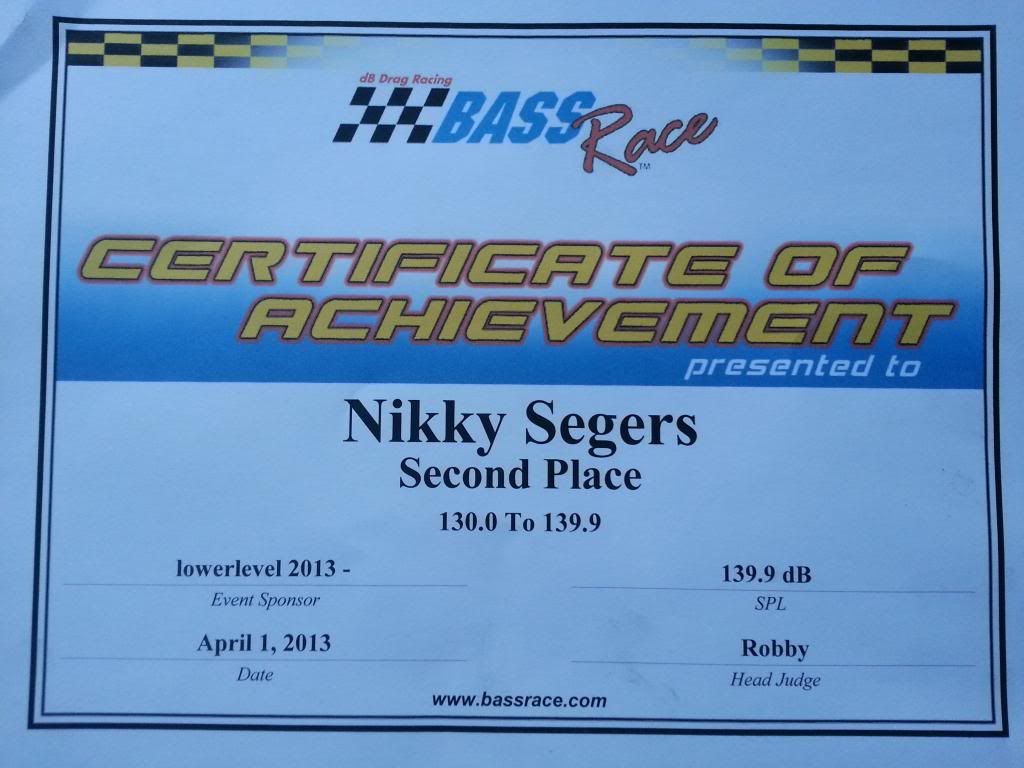 dB Drag Racing
BASS Race ™
CERTIFICATE OF
ACHIEVEMENT
presented to
Nikky Segers
Second Place
130.0 To 139.9
lowerlevel 2013 -
Event Sponsor
139.9 dB
SPL
April 1, 2013
Date
Robby
Head Judge
www.bassrace.com